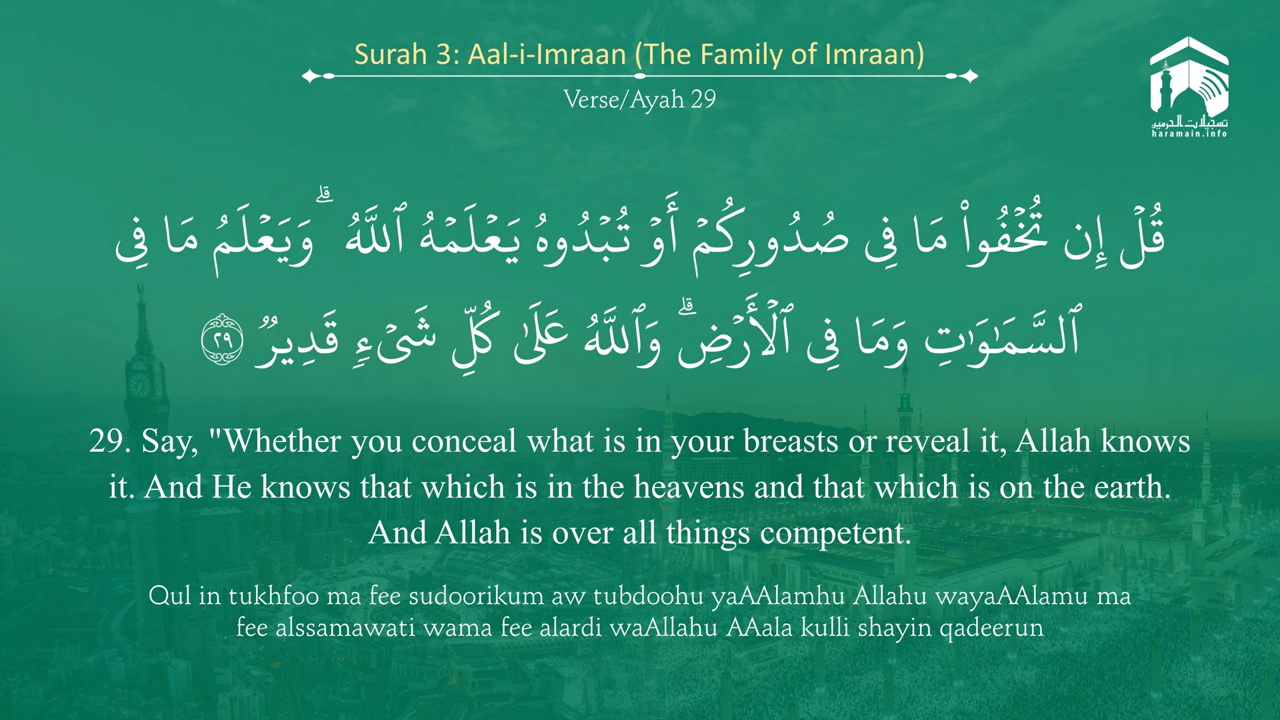 Surah 3: Aal-i-Imraan (The Family of Imraan)
Verse/Ayah 29
تسجيلات الحرمين
haramain.info
قُلْ إِن تُخْفُوا۟ مَا فِى صُدُورِكُمْ أَوْ تُبْدُوهُ يَعْلَمْهُ ٱللَّهُ ۗ وَيَعْلَمُ مَا فِى
ٱلسَّمَـٰوَٰتِ وَمَا فِى ٱلْأَرْضِ ۗ وَٱللَّهُ عَلَىٰ كُلِّ شَىْءٍ قَدِيرٌ ٢٩
29. Say, "Whether you conceal what is in your breasts or reveal it, Allah knows
it. And He knows that which is in the heavens and that which is on the earth.
And Allah is over all things competent.
Qul in tukhfoo ma fee sudoorikum aw tubdoohu yaAAlamhu Allahu wayaAAlamu ma
fee alssamawati wama fee alardi waAllahu AAala kulli shayin qadeerun